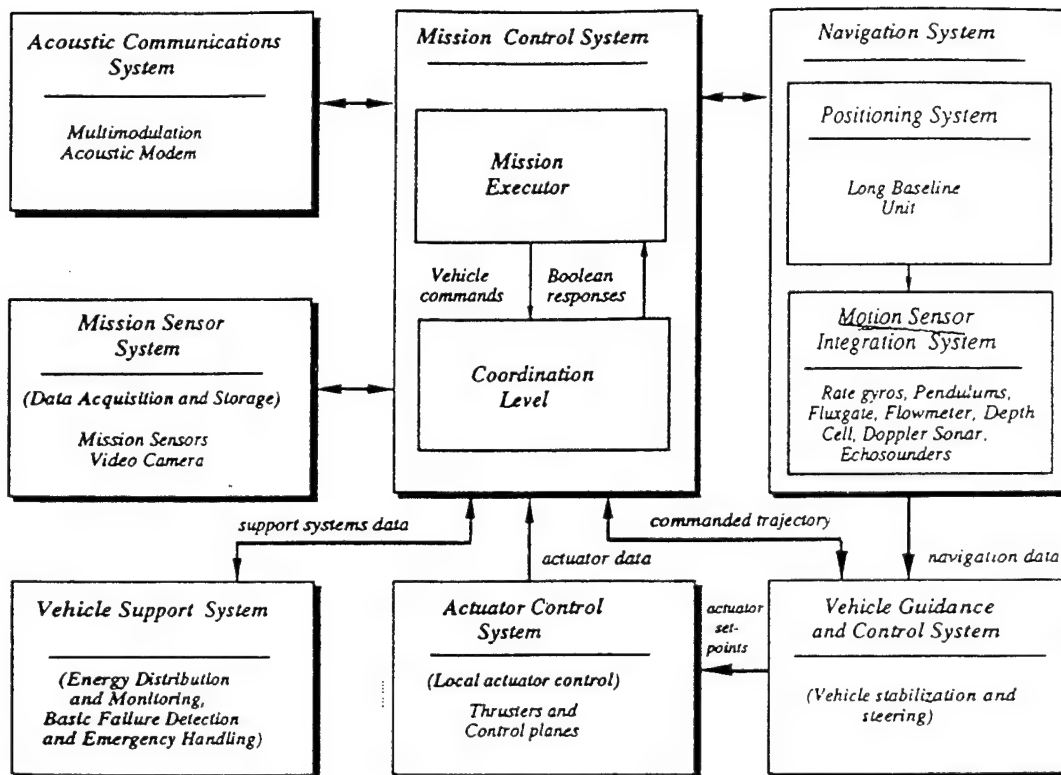 Acoustic Communications
System
Multimodulation
Acoustic Modem
Mission Control System
Mission
Executor
Vehicle
commands
Boolean
responses
Coordination
Level
Navigation System
Positioning System
Long Baseline
Unit
Motion Sensor
Integration System
Rate gyros, Pendulums,
Fluxgate, Flowmeter, Depth
Cell, Doppler Sonar,
Echosounders
Mission Sensor
System
(Data Acquisition and Storage)
Mission Sensors
Video Camera
support systems data
actuator data
commanded trajectory
navigation data
Vehicle Support System
(Energy Distribution
and Monitoring,
Basic Failure Detection
and Emergency Handling)
Actuator Control
System
(Local actuator control)
Thrusters and
Control planes
actuator
set-
points
Vehicle Guidance
and Control System
(Vehicle stabilization and
steering)